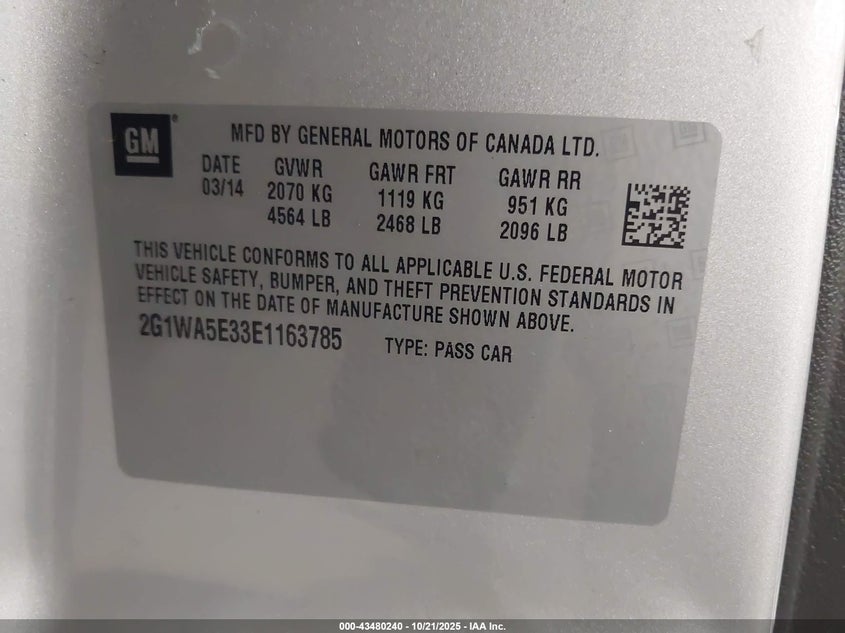 GM®
MFD BY GENERAL MOTORS OF CANADA LTD.
DATE GVWR GAWR FRT GAWR RR
03/14 2070 KG 1119 KG 951 KG
4564 LB 2468 LB 2096 LB
THIS VEHICLE CONFORMS TO ALL APPLICABLE U.S. FEDERAL MOTOR
VEHICLE SAFETY, BUMPER, AND THEFT PREVENTION STANDARDS IN
EFFECT ON THE DATE OF MANUFACTURE SHOWN ABOVE.
2G1WA5E33E1163785 TYPE: PASS CAR
000-43480240 - 10/21/2025 - IAA Inc.